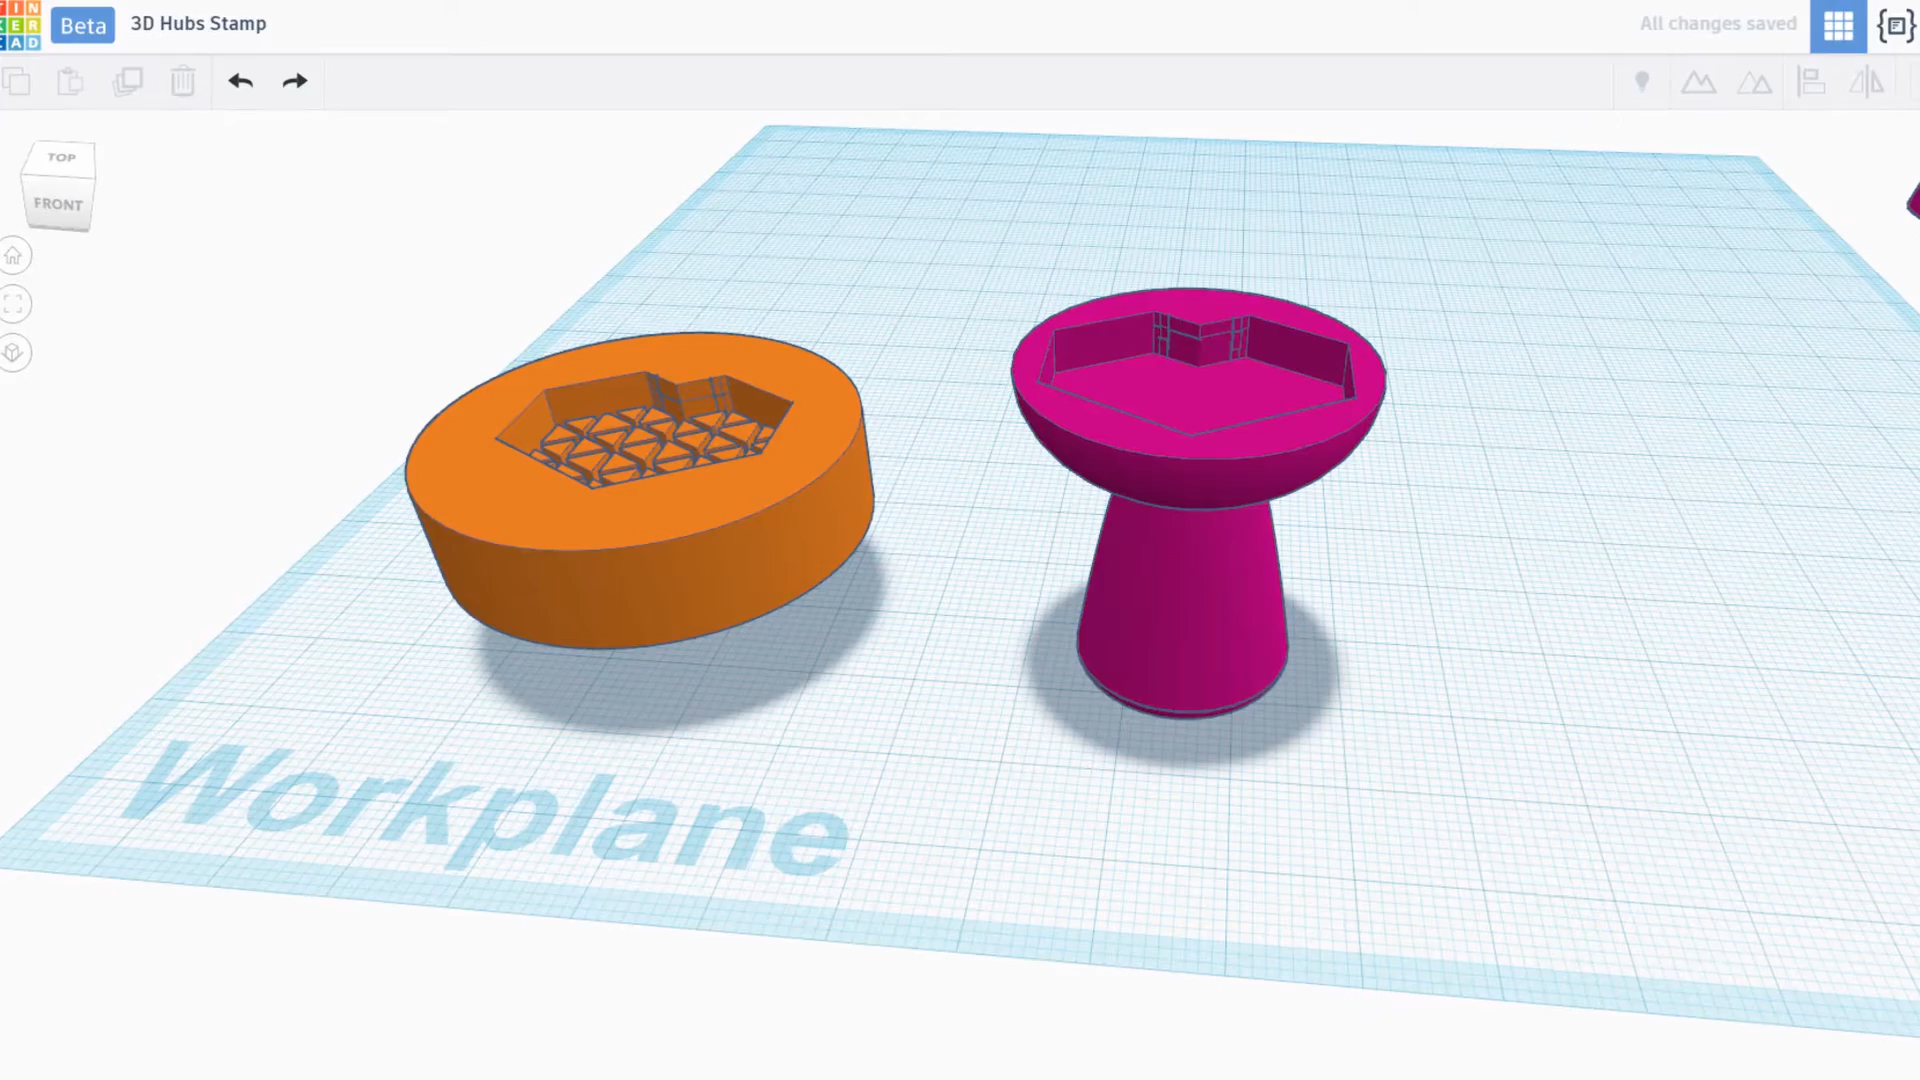 TIN
KER
CAD
Beta
3D Hubs Stamp
All changes saved
TOP
FRONT
Workplane